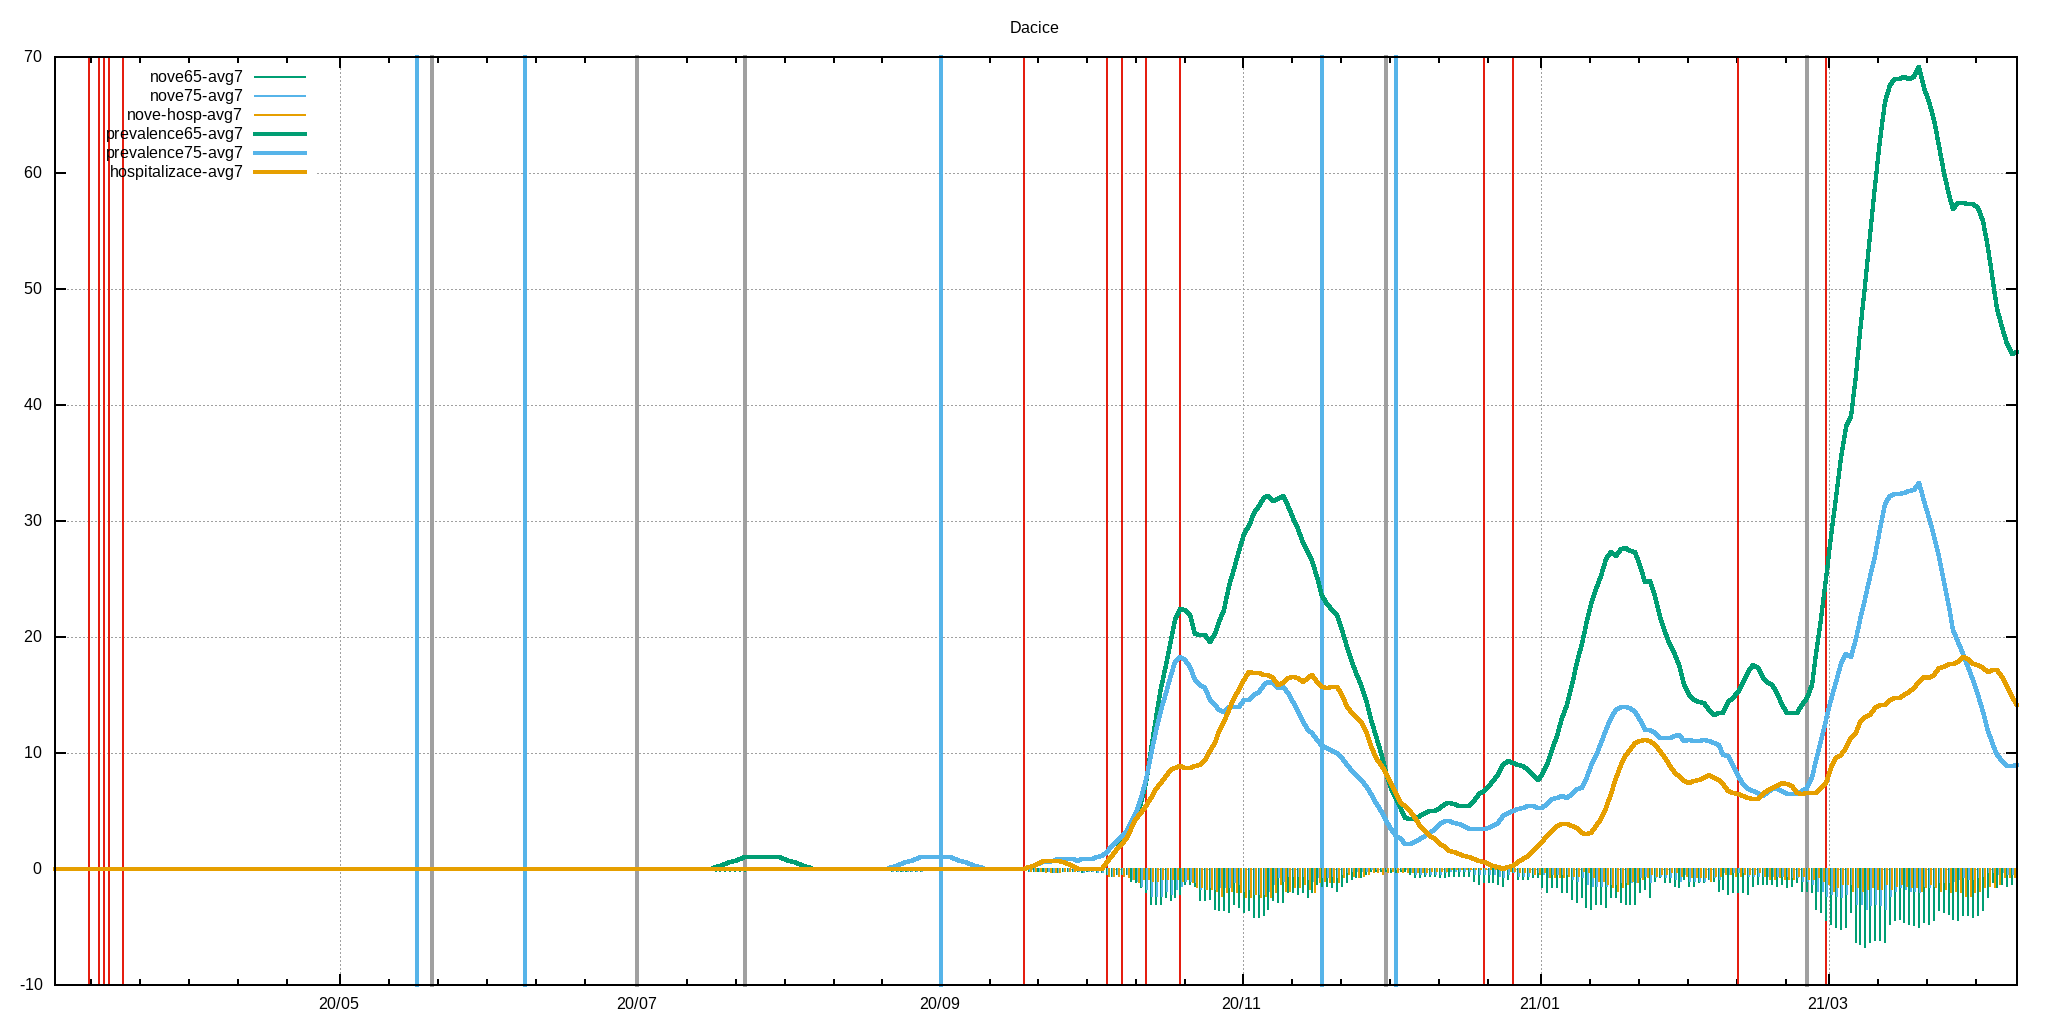 Dacice
70
nove65-avg7
nove75-avg7
nove-hosp-avg7
prevalence65-avg7
prevalence75-avg7
hospitalizace-avg7
60
50
40
30
20
10
0
-10
20/05 20/07 20/09 20/11 21/01 21/03